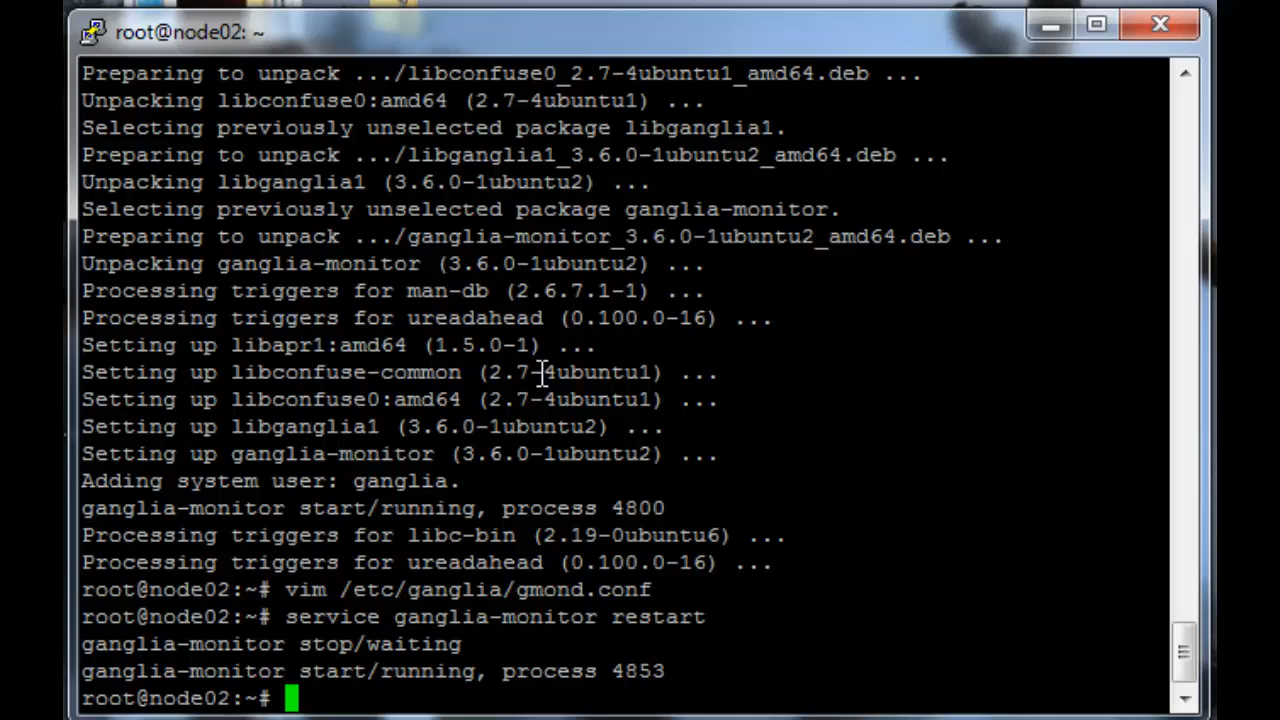 root@node02: ~
Preparing to unpack .../libconfuse0_2.7-4ubuntu1_amd64.deb ...
Unpacking libconfuse0:amd64 (2.7-4ubuntu1) ...
Selecting previously unselected package libganglia1.
Preparing to unpack .../libganglia1_3.6.0-1ubuntu2_amd64.deb ...
Unpacking libganglia1 (3.6.0-1ubuntu2) ...
Selecting previously unselected package ganglia-monitor.
Preparing to unpack .../ganglia-monitor_3.6.0-1ubuntu2_amd64.deb ...
Unpacking ganglia-monitor (3.6.0-1ubuntu2) ...
Processing triggers for man-db (2.6.7.1-1) ...
Processing triggers for ureadahead (0.100.0-16) ...
Setting up libapr1:amd64 (1.5.0-1) ...
Setting up libconfuse-common (2.7-4ubuntu1) ...
Setting up libconfuse0:amd64 (2.7-4ubuntu1) ...
Setting up libganglia1 (3.6.0-1ubuntu2) ...
Setting up ganglia-monitor (3.6.0-1ubuntu2) ...
Adding system user: ganglia.
ganglia-monitor start/running, process 4800
Processing triggers for libc-bin (2.19-0ubuntu6) ...
Processing triggers for ureadahead (0.100.0-16) ...
root@node02:~# vim /etc/ganglia/gmond.conf
root@node02:~# service ganglia-monitor restart
ganglia-monitor stop/waiting
ganglia-monitor start/running, process 4853
root@node02:~#